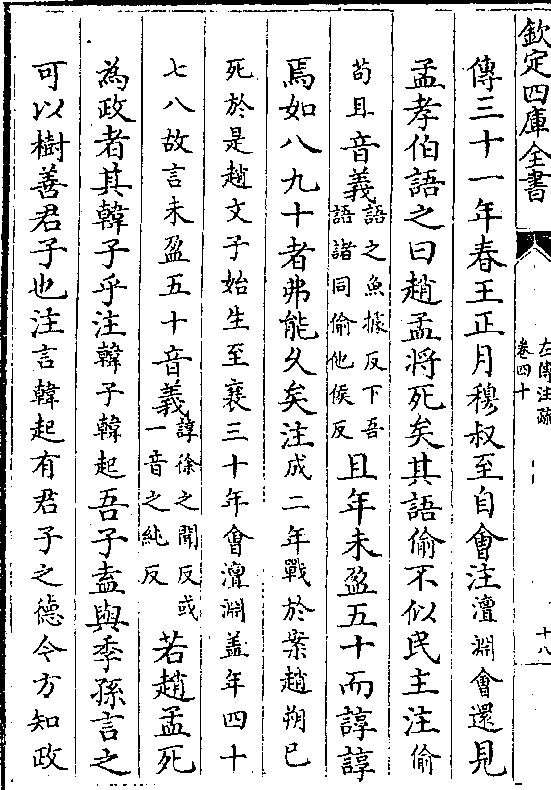 欽定四庫全書
左傳注疏
卷四十
十八
傳三十一年春王正月穆叔至自會注澶淵會還見
孟孝伯語之曰趙孟將死矣其語偷不似民主注偷
苟且音義語之魚據反下吾語諸同偷他侯反且年未盈五十而諄諄
焉如八九十者弗能久矣注成二年戰於鞌趙朔已
死於是趙文子始生至襄三十年會澶淵盖年四十
七八故言未盈五十音義諄徐之閏反或一音之純反若趙孟死
為政者其韓子乎注韓子韓起吾子盍與季孫言之
可以樹善君子也注言韓起有君子之德今方知政